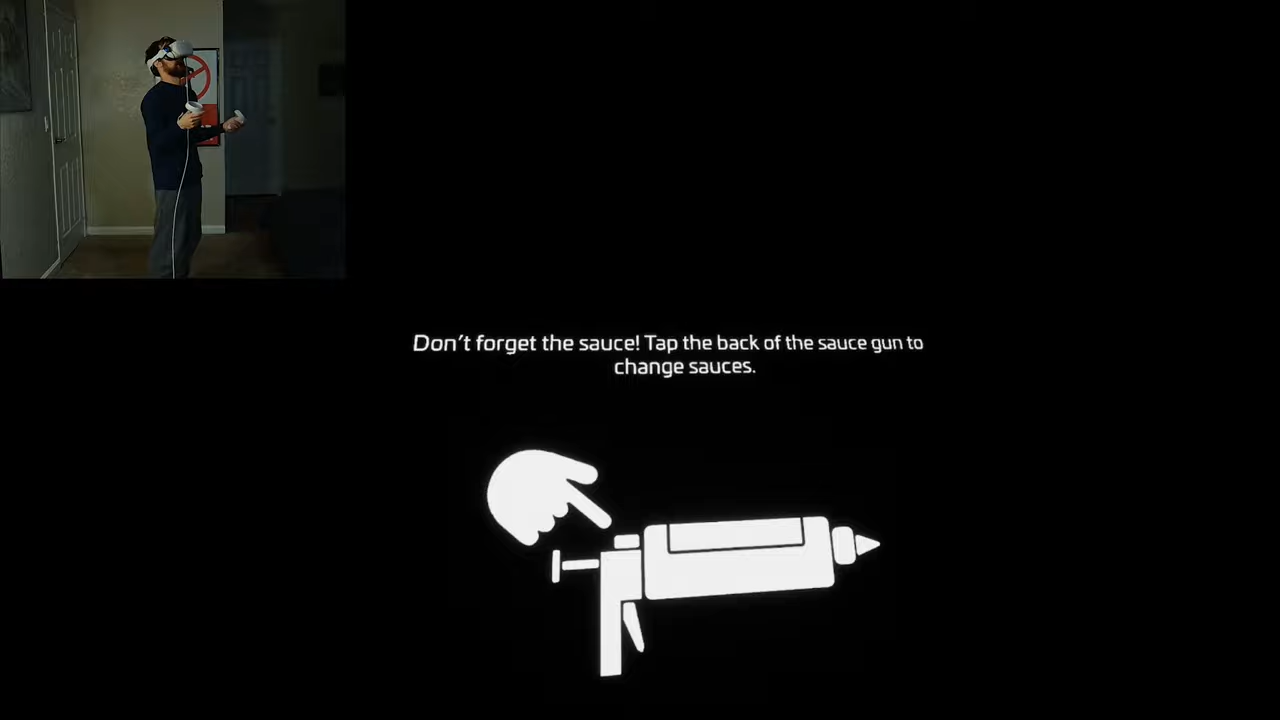 Don't forget the sauce! Tap the back of the sauce gun to
change sauces.